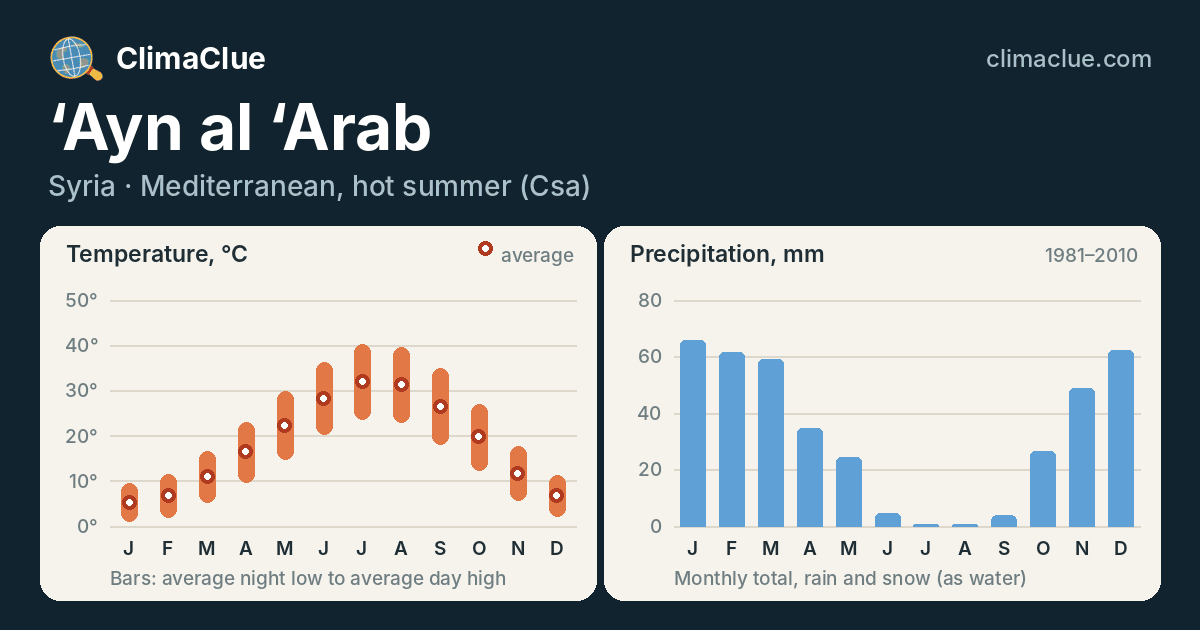 ClimaClue
climaclue.com
‘Ayn al ‘Arab
Syria · Mediterranean, hot summer (Csa)
Temperature, °C
average
50°
40°
30°
20°
10°
0°
J F M A M J J A S O N D
Bars: average night low to average day high
Precipitation, mm
1981–2010
80
60
40
20
0
J F M A M J J A S O N D
Monthly total, rain and snow (as water)